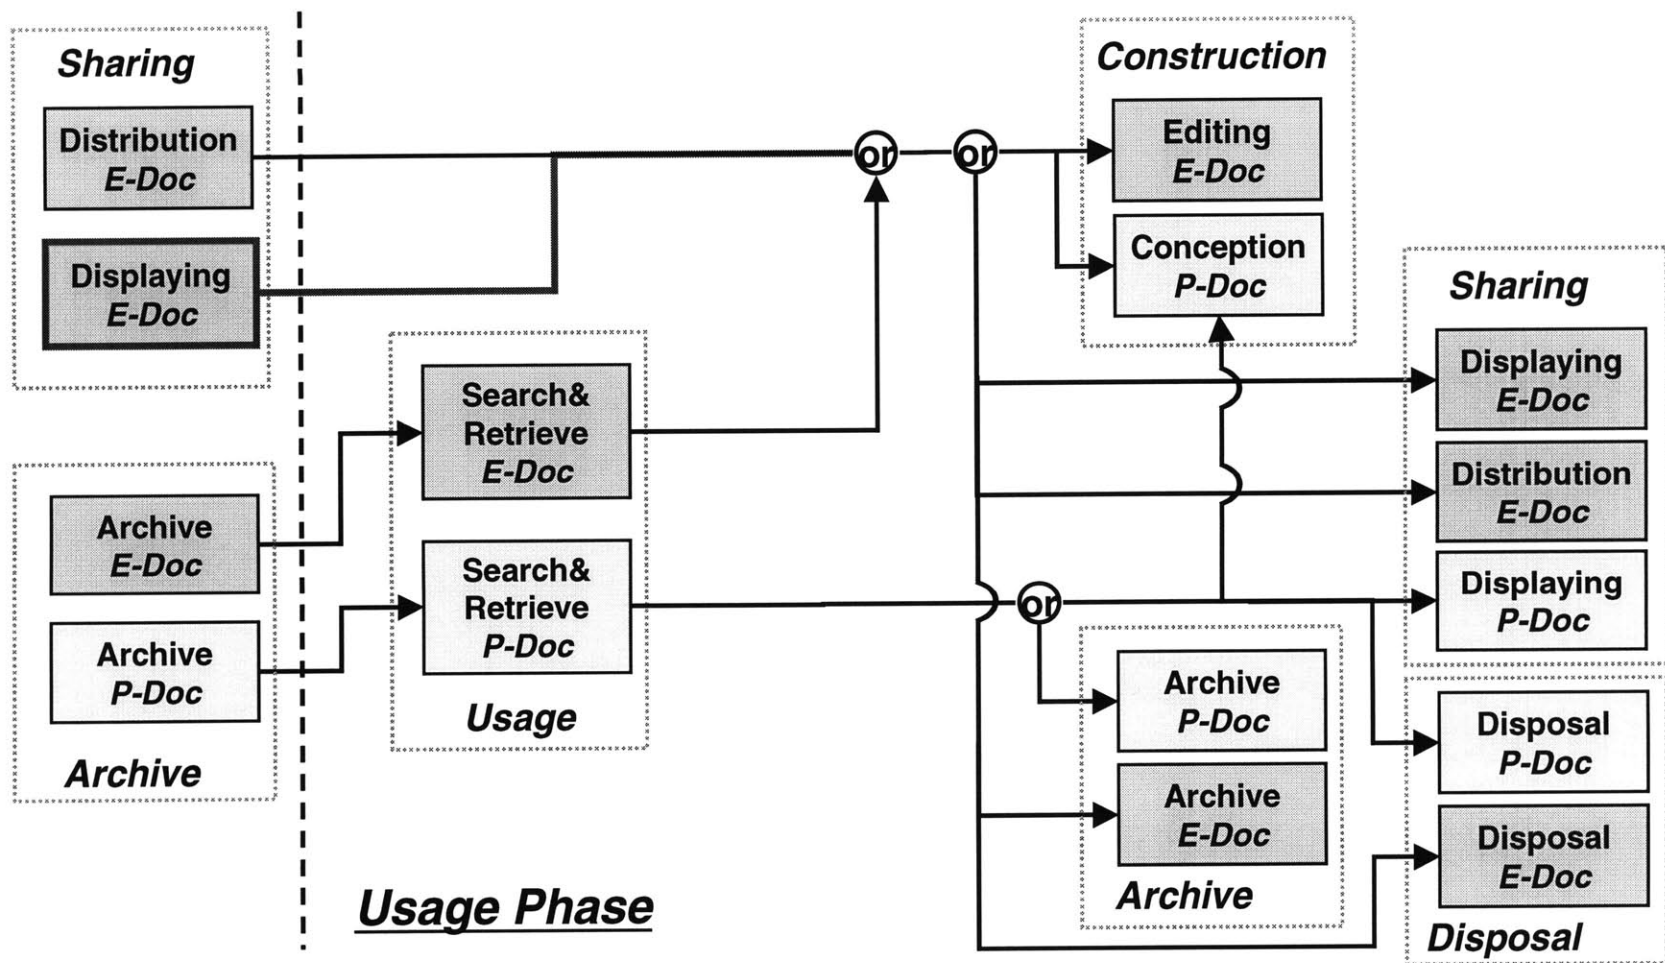 Sharing
Distribution
E-Doc
Displaying
E-Doc
Archive
E-Doc
Archive
P-Doc
Archive
Search&
Retrieve
E-Doc
Search&
Retrieve
P-Doc
Usage
Usage Phase
or
or
or
Construction
Editing
E-Doc
Conception
P-Doc
Sharing
Displaying
E-Doc
Distribution
E-Doc
Displaying
P-Doc
Archive
P-Doc
Archive
E-Doc
Archive
Disposal
P-Doc
Disposal
E-Doc
Disposal